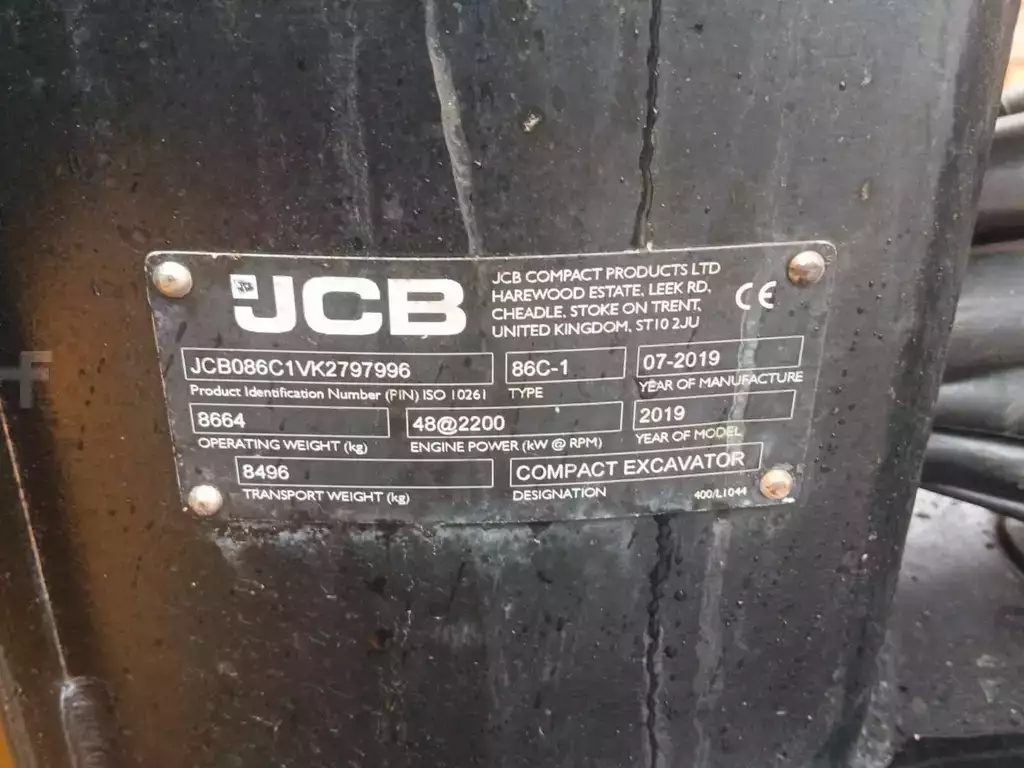 JCB
JCB COMPACT PRODUCTS LTD
HAREWOOD ESTATE, LEEK RD,
CHEADLE, STOKE ON TRENT,
UNITED KINGDOM, ST10 2JU
CE
JCB086C1VK2797996
Product Identification Number (PIN) ISO 10261
86C-1
TYPE
07-2019
YEAR OF MANUFACTURE
8664
OPERATING WEIGHT (kg)
48@2200
ENGINE POWER (kW @ RPM)
2019
YEAR OF MODEL
8496
TRANSPORT WEIGHT (kg)
COMPACT EXCAVATOR
DESIGNATION
400/L1044